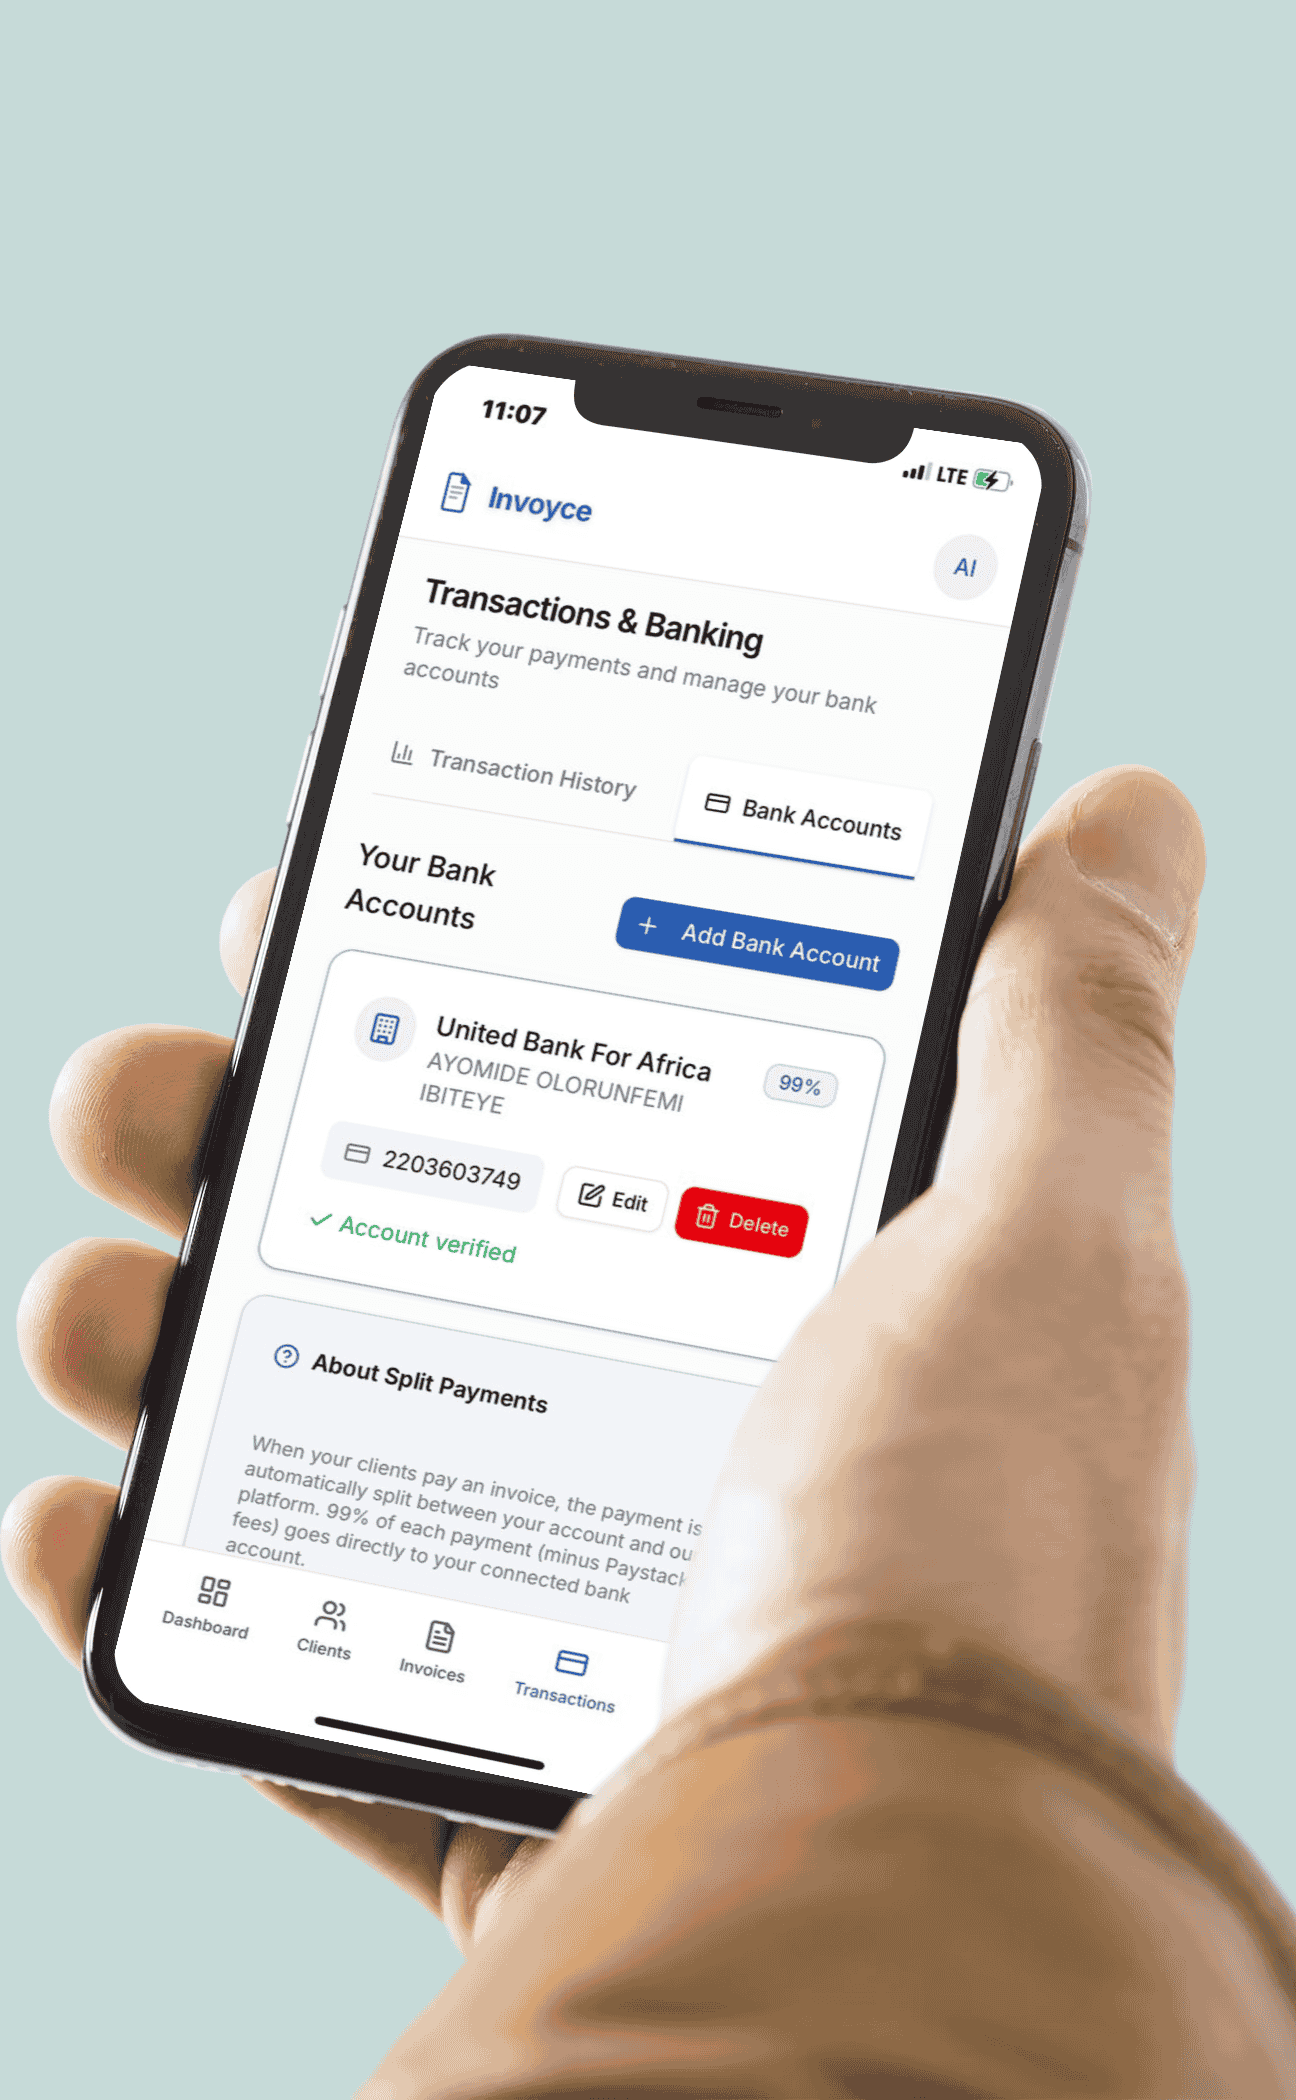 11:07
LTE
Invoyce
AI
Transactions & Banking
Track your payments and manage your bank
accounts
Transaction History
Bank Accounts
Your Bank
Accounts
Add Bank Account
United Bank For Africa
99%
AYOMIDE OLORUNFEMI
IBITEYE
2203603749
Edit
Delete
Account verified
About Split Payments
When your clients pay an invoice, the payment is
automatically split between your account and ou
platform. 99% of each payment (minus Paystack
fees) goes directly to your connected bank
account.
Dashboard
Clients
Invoices
Transactions